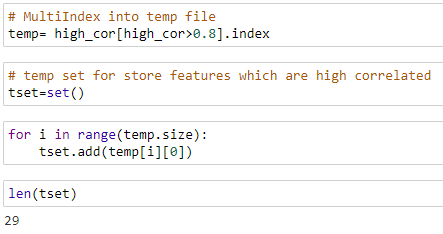 # MultiIndex into temp file
temp= high_cor[high_cor>0.8].index
# temp set for store features which are high correlated
tset=set()
for i in range(temp.size):
    tset.add(temp[i][0])
len(tset)
29